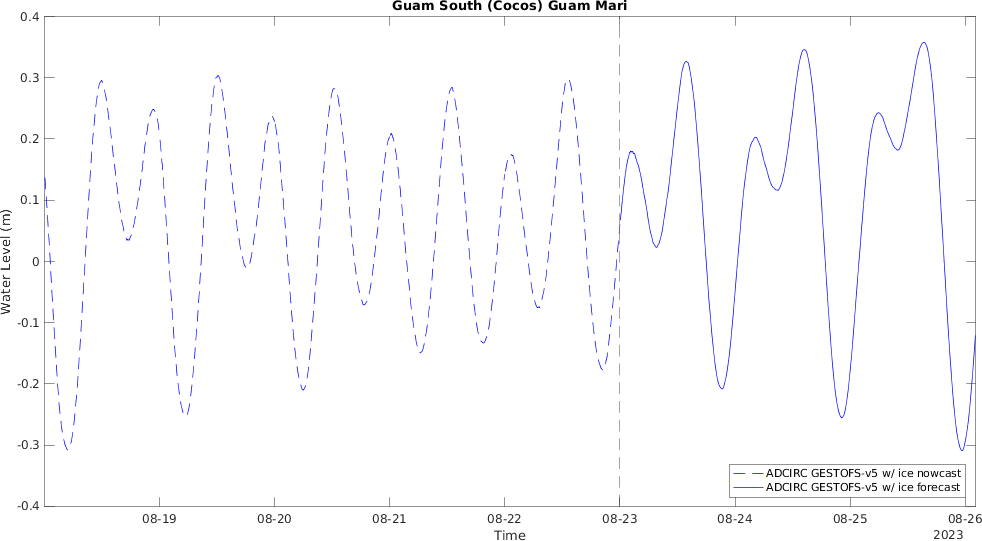 Guam South (Cocos) Guam Mari
0.4
0.3
0.2
0.1
0
-0.1
-0.2
-0.3
-0.4
Water Level (m)
ADCIRC GESTOFS-v5 w/ ice nowcast
ADCIRC GESTOFS-v5 w/ ice forecast
08-19 08-20 08-21 08-22 08-23 08-24 08-25 08-26
2023
Time